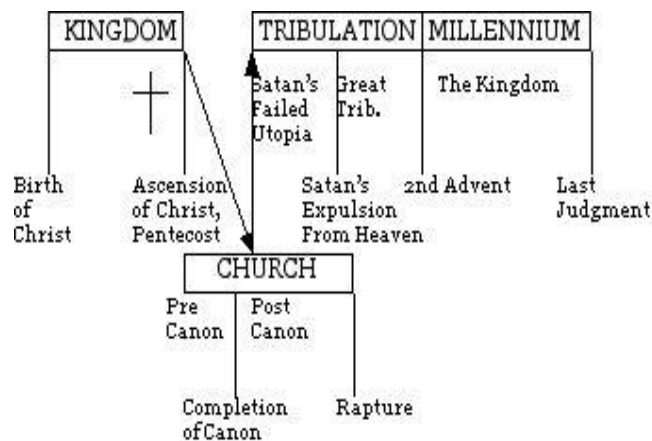 KINGDOM
TRIBULATION
MILLENNIUM
Satan's
Failed
Utopia
Great
Trib.
The Kingdom
Birth
of
Christ
Ascension
of Christ,
Pentecost
Satan's
Expulsion
From Heaven
2nd Advent
Last
Judgment
CHURCH
Pre
Canon
Post
Canon
Completion
of Canon
Rapture